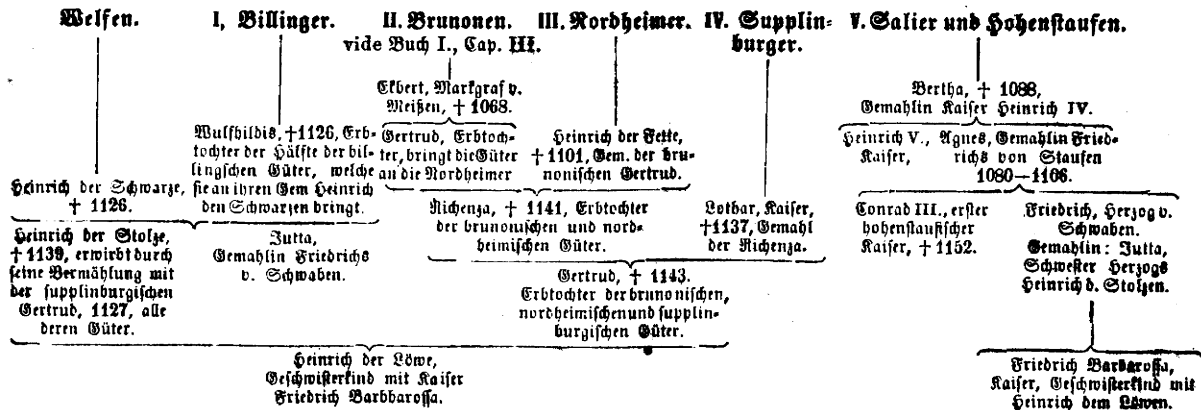 Welfen.
I, Billinger.
II. Brunonen.
vide Buch I., Cap. III.
III. Nordheimer.
IV. Supplin-
burger.
V. Salier und Hohenstaufen.
Ekbert, Markgraf v.
Meißen, † 1068.
Bertha, † 1088,
Gemahlin Kaiser Heinrich IV.
Wulfhildis, †1126, Erb-
tochter der Hälfte der bil-
lingschen Güter, welche
sie an ihren Gem Heinrich
den Schwarzen bringt.
Gertrud, Erbtoch-
ter, bringt die Güter
an die Nordheimer
Heinrich der Fette,
†1101, Gem. der bru-
nonischen Gertrud.
Heinrich V.,
Kaiser,
Agnes, Gemahlin Fried-
richs von Staufen
1080—1106.
Heinrich der Schwarze,
† 1126.
Richenza, † 1141, Erbtochter
der brunonischen und nord-
heimischen Güter.
Lothar, Kaiser,
†1137, Gemahl
der Richenza.
Conrad III., erster
hohenstaufischer
Kaiser, † 1152.
Friedrich, Herzog v.
Schwaben.
Gemahlin: Jutta,
Schwester Herzogs
Heinrich d. Stolzen.
Heinrich der Stolze,
†1139, erwirbt durch
seine Vermählung mit
der supplinburgischen
Gertrud, 1127, alle
deren Güter.
Jutta,
Gemahlin Friedrichs
v. Schwaben.
Gertrud, † 1143.
Erbtochter der brunonischen,
nordheimischen und supplin-
burgischen Güter.
Heinrich der Löwe,
Geschwisterkind mit Kaiser
Friedrich Barbbarossa.
Friedrich Barbarossa,
Kaiser, Geschwisterkind mit
Heinrich dem Löwen.